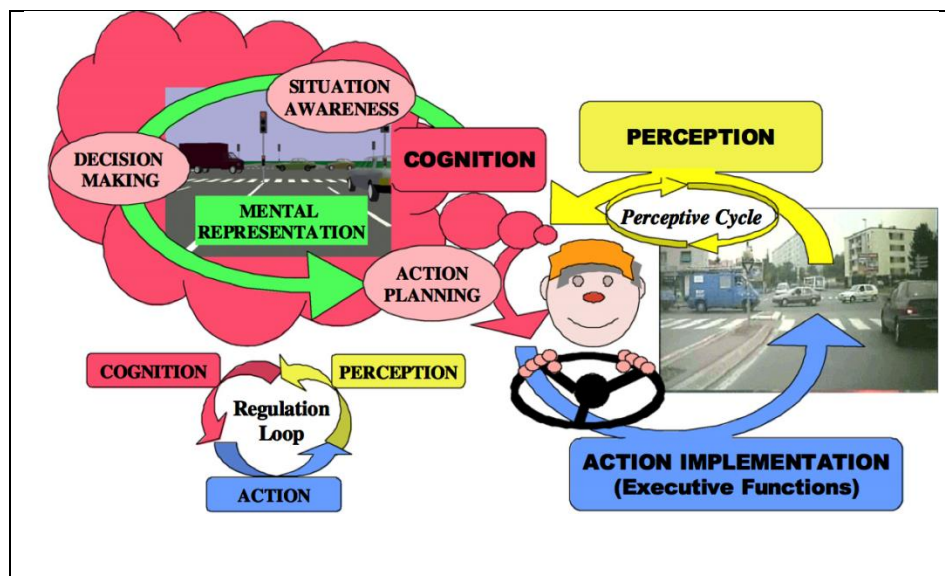 SITUATION
AWARENESS
DECISION
MAKING
MENTAL
REPRESENTATION
ACTION
PLANNING
COGNITION
PERCEPTION
Perceptive Cycle
COGNITION
PERCEPTION
Regulation
Loop
ACTION
ACTION IMPLEMENTATION
(Executive Functions)